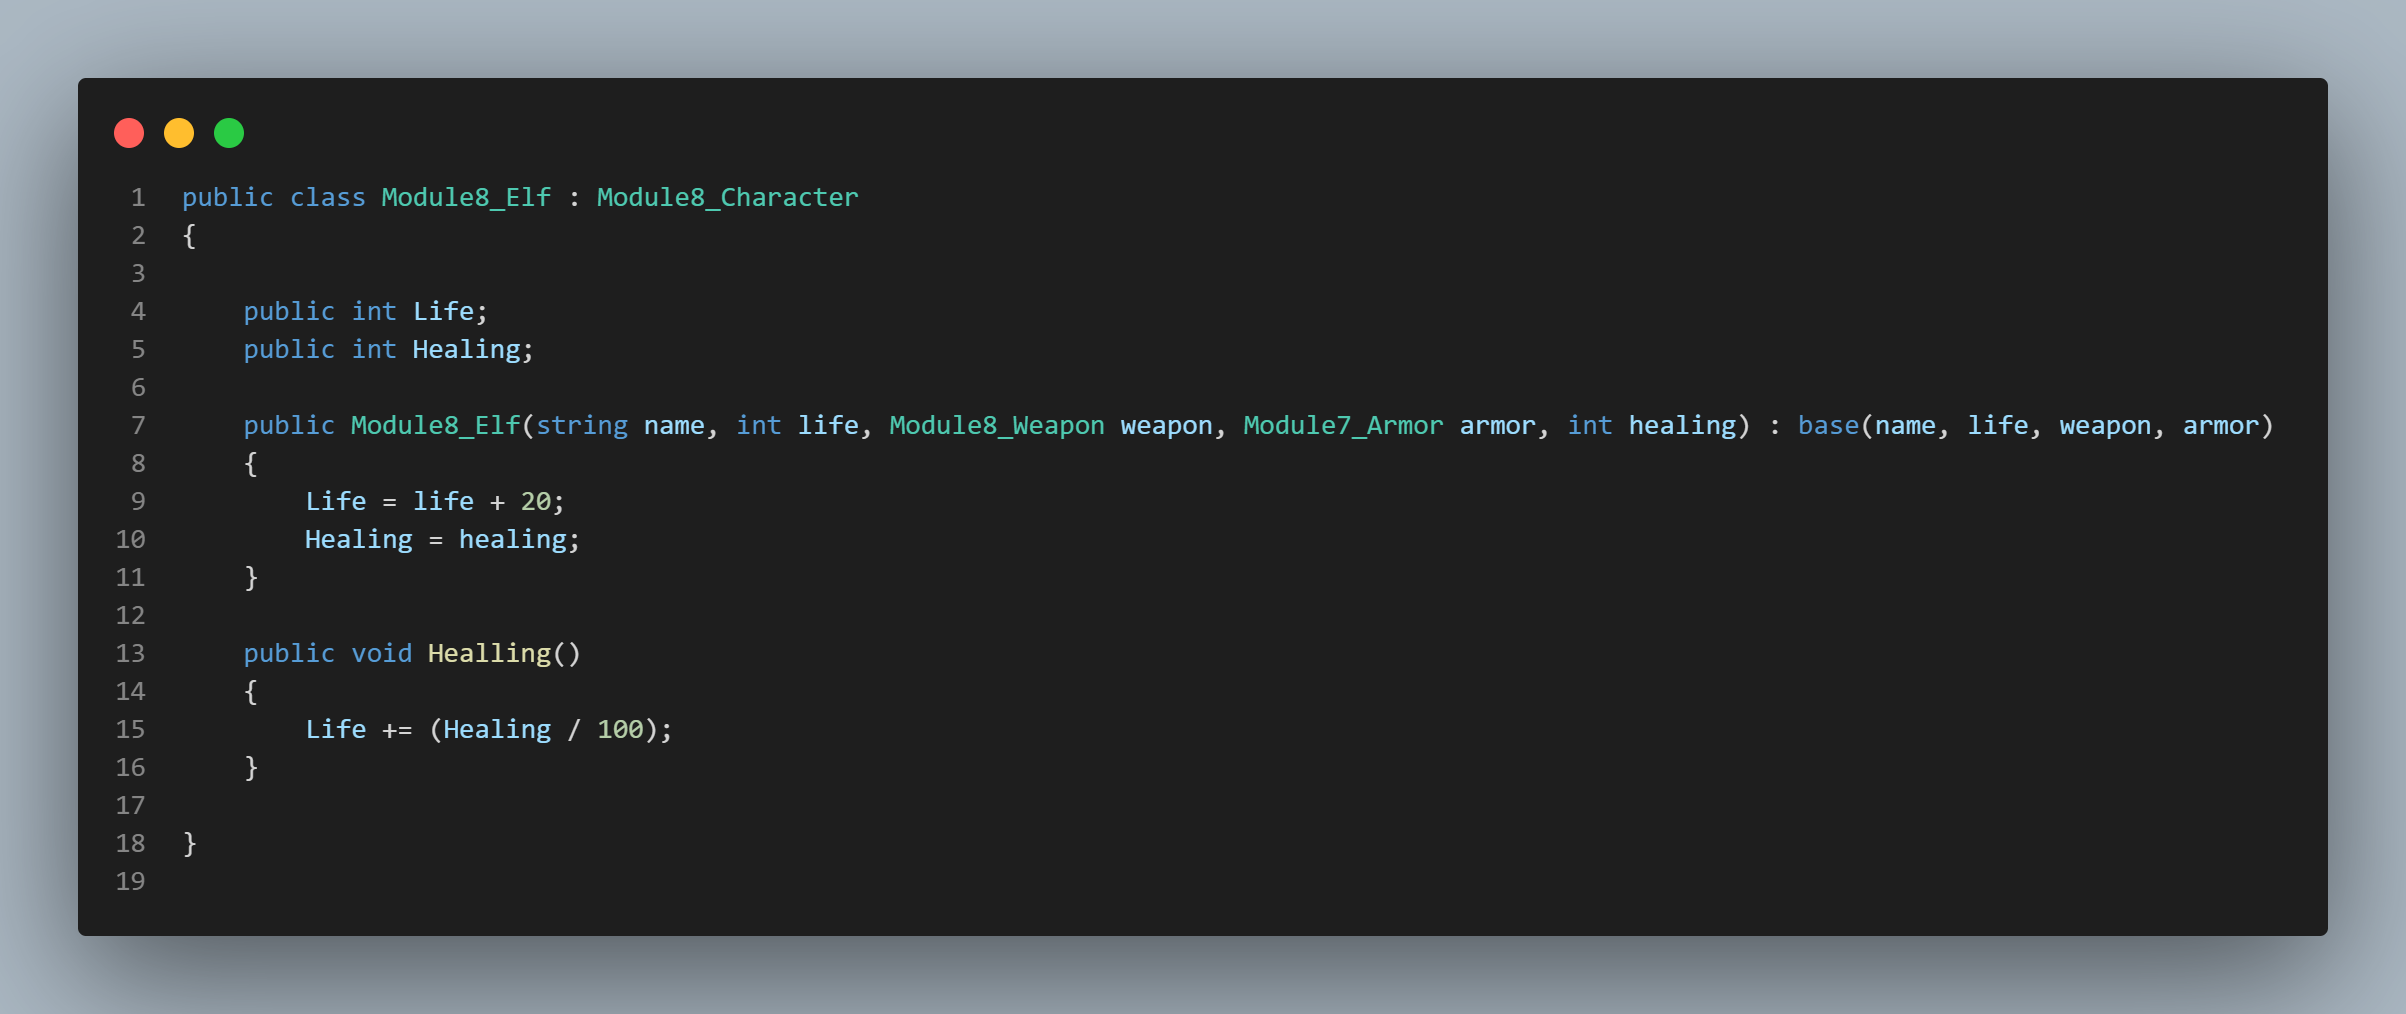 1 public class Module8_Elf : Module8_Character
2 {
3
4     public int Life;
5     public int Healing;
6
7     public Module8_Elf(string name, int life, Module8_Weapon weapon, Module7_Armor armor, int healing) : base(name, life, weapon, armor)
8     {
9         Life = life + 20;
10         Healing = healing;
11     }
12
13     public void Healling()
14     {
15         Life += (Healing / 100);
16     }
17
18 }
19